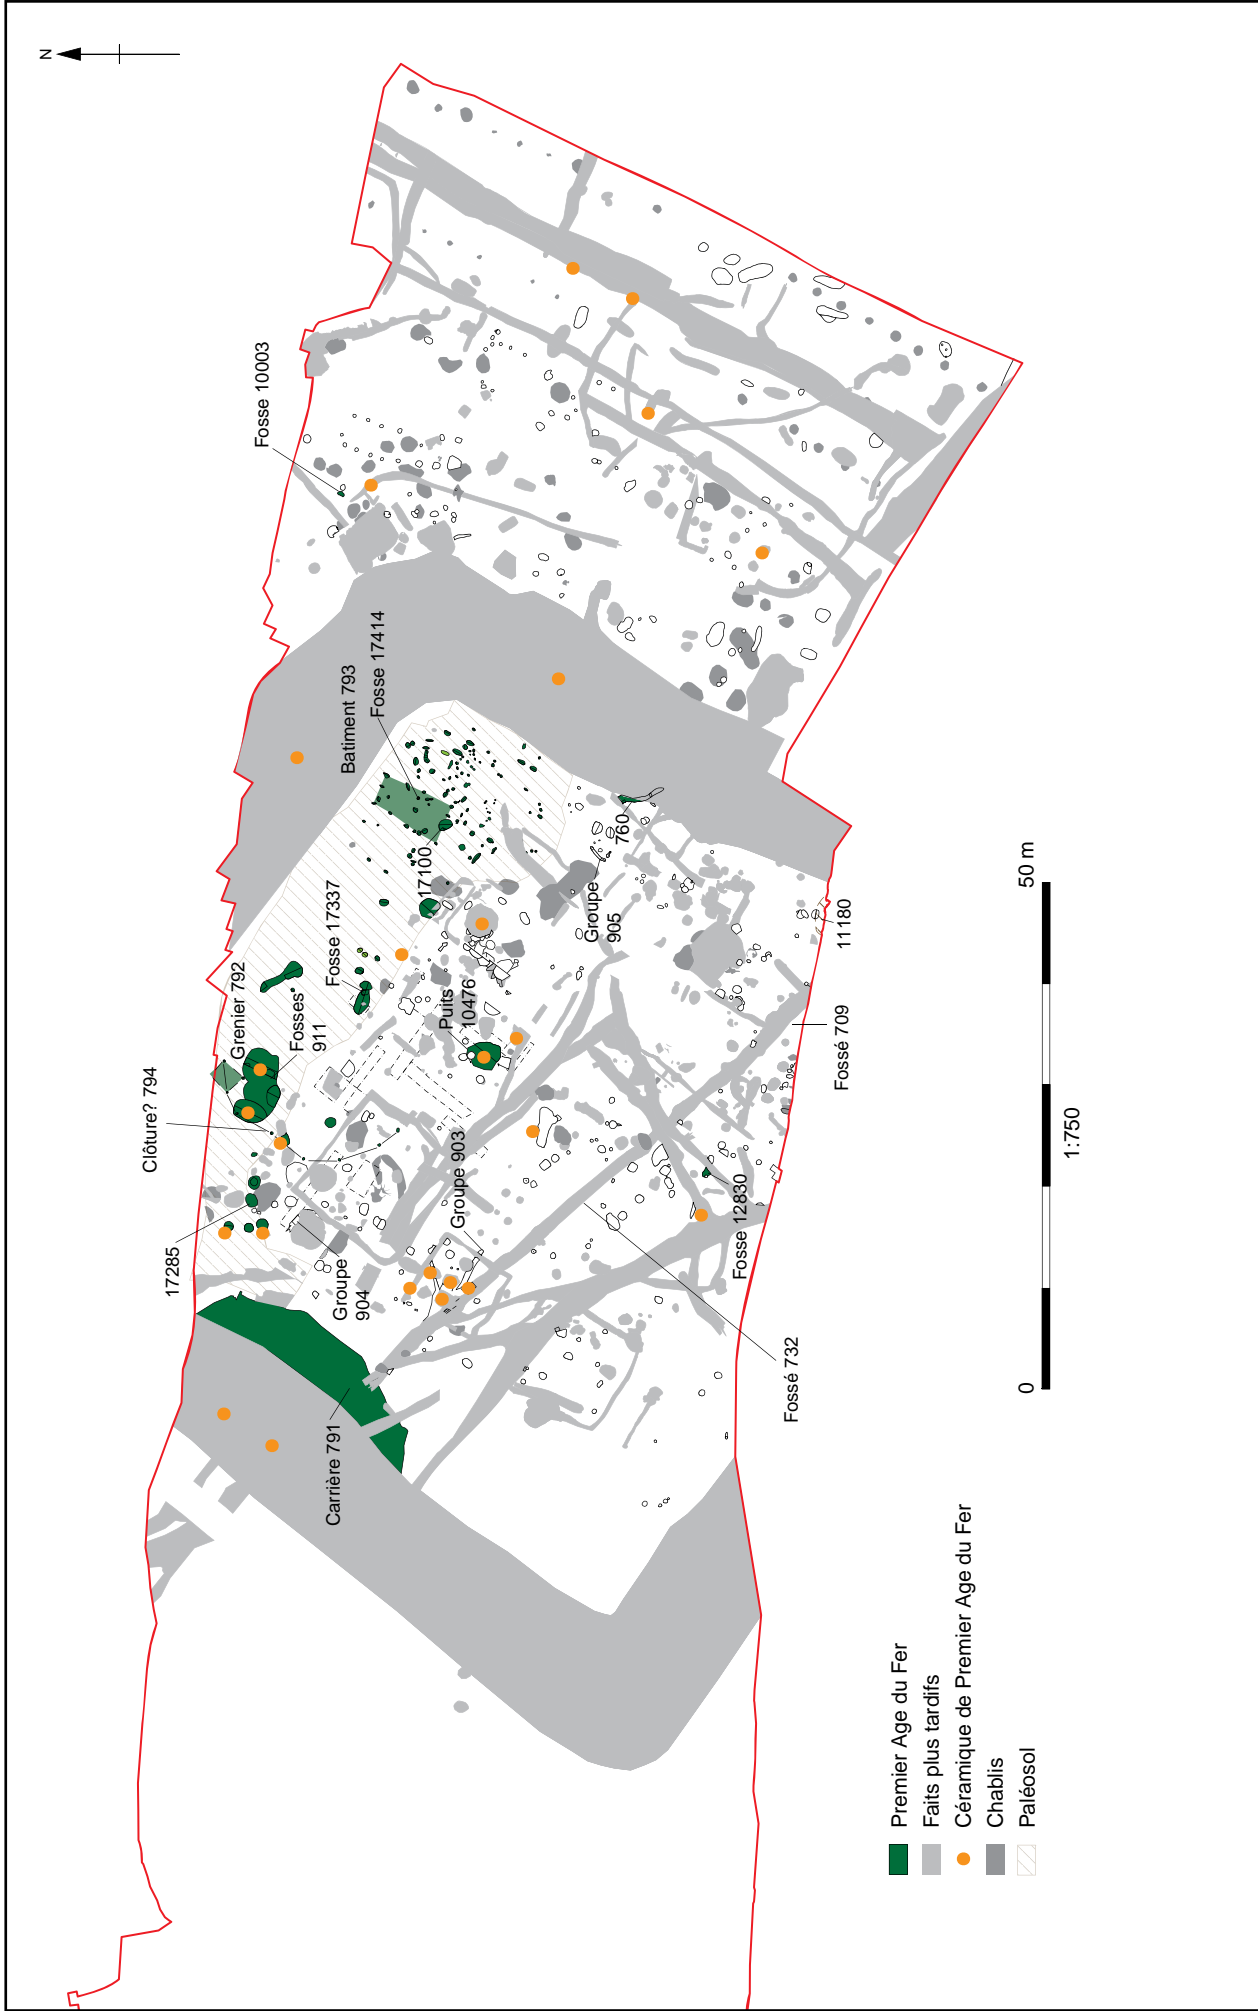 N
Fosse 10003
Batiment 793
Fosse 17414
17100
Fosse 17337
Grenier 792
Fosses
911
Clôture? 794
17285
Puits
10476
Groupe
905
760
11180
Fossé 709
Groupe 903
Groupe
904
Fosse 12830
Fossé 732
Carrière 791
0
50 m
1:750
Premier Age du Fer
Faits plus tardifs
Céramique de Premier Age du Fer
Chablis
Paléosol